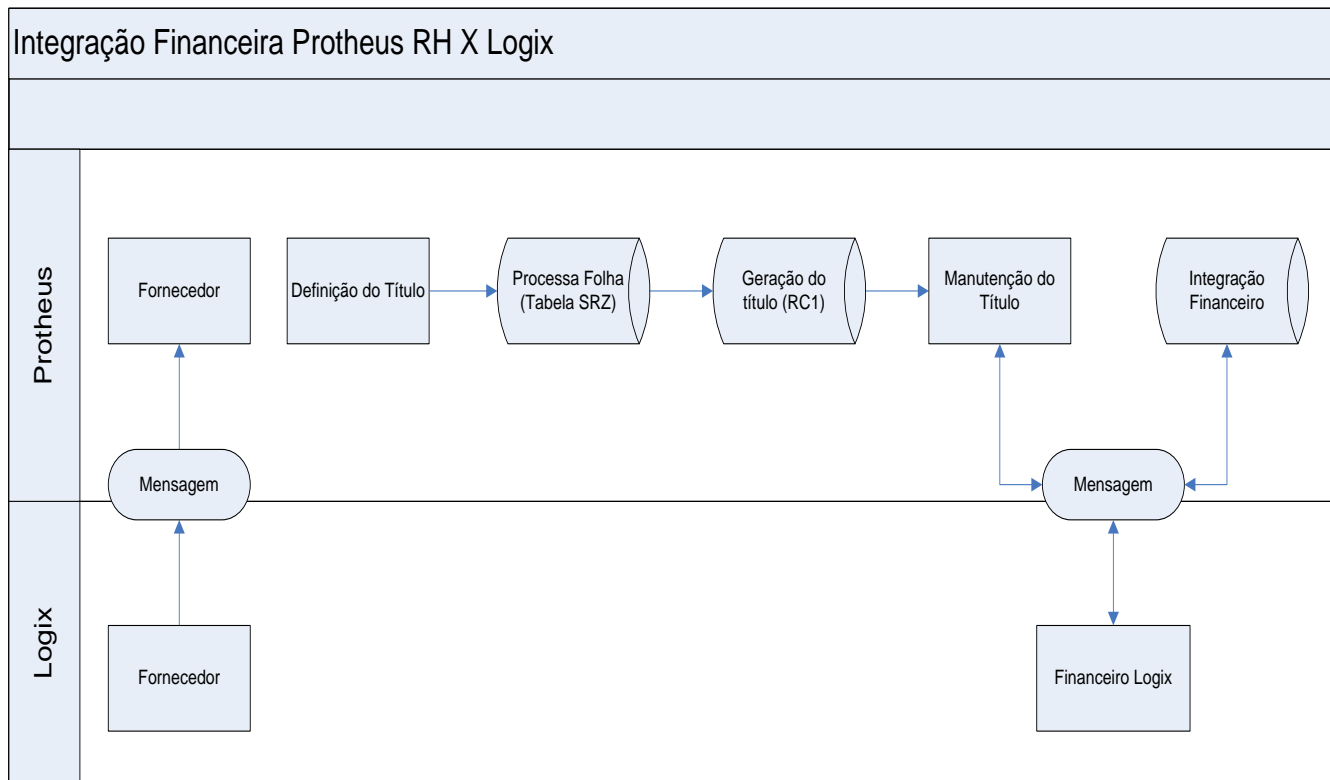 Integração Financeira Protheus RH X Logix
Protheus
Fornecedor
Definição do Título
Processa Folha
(Tabela SRZ)
Geração do
título (RC1)
Manutenção do
Título
Integração
Financeiro
Mensagem
Mensagem
Logix
Fornecedor
Financeiro Logix